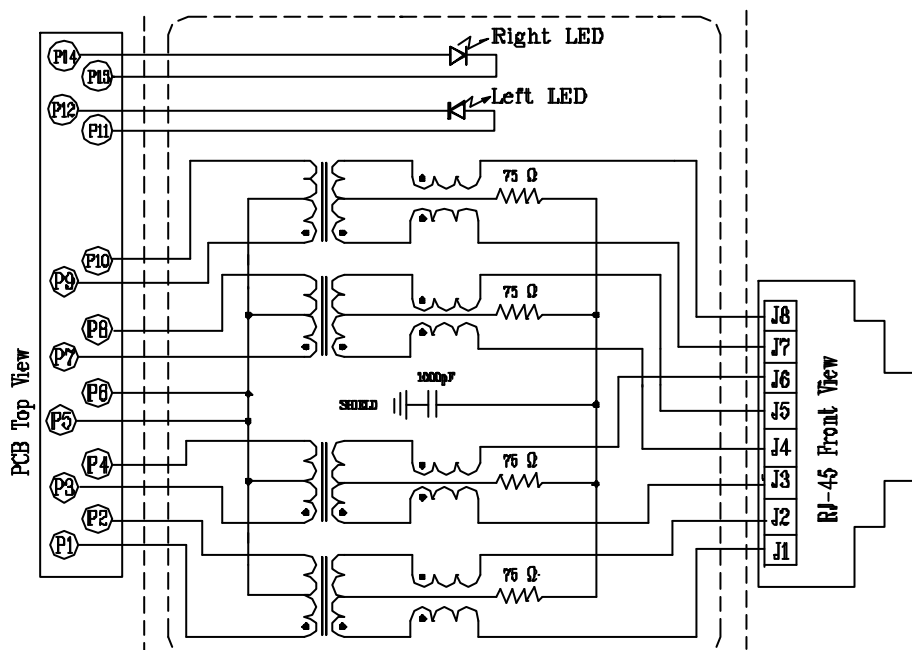 P14
Right LED
P13
P12
Left LED
P11
75 Ω
P10
P9
75 Ω
P8
P7
P6
1000pF
SHIELD
P5
P4
75 Ω
P3
P2
P1
75 Ω
J8
J7
J6
J5
J4
J3
J2
J1
PCB Top View
RJ-45 Front View